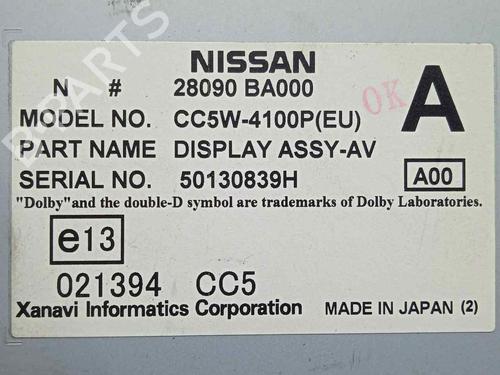 B-PARTS
NISSAN
N # 28090 BA000
OK A
MODEL NO. CC5W-4100P(EU)
PART NAME DISPLAY ASSY-AV
SERIAL NO. 50130839H A00
"Dolby"and the double-D symbol are trademarks of Dolby Laboratories.
e13
021394 CC5
Xanavi Informatics Corporation MADE IN JAPAN (2)